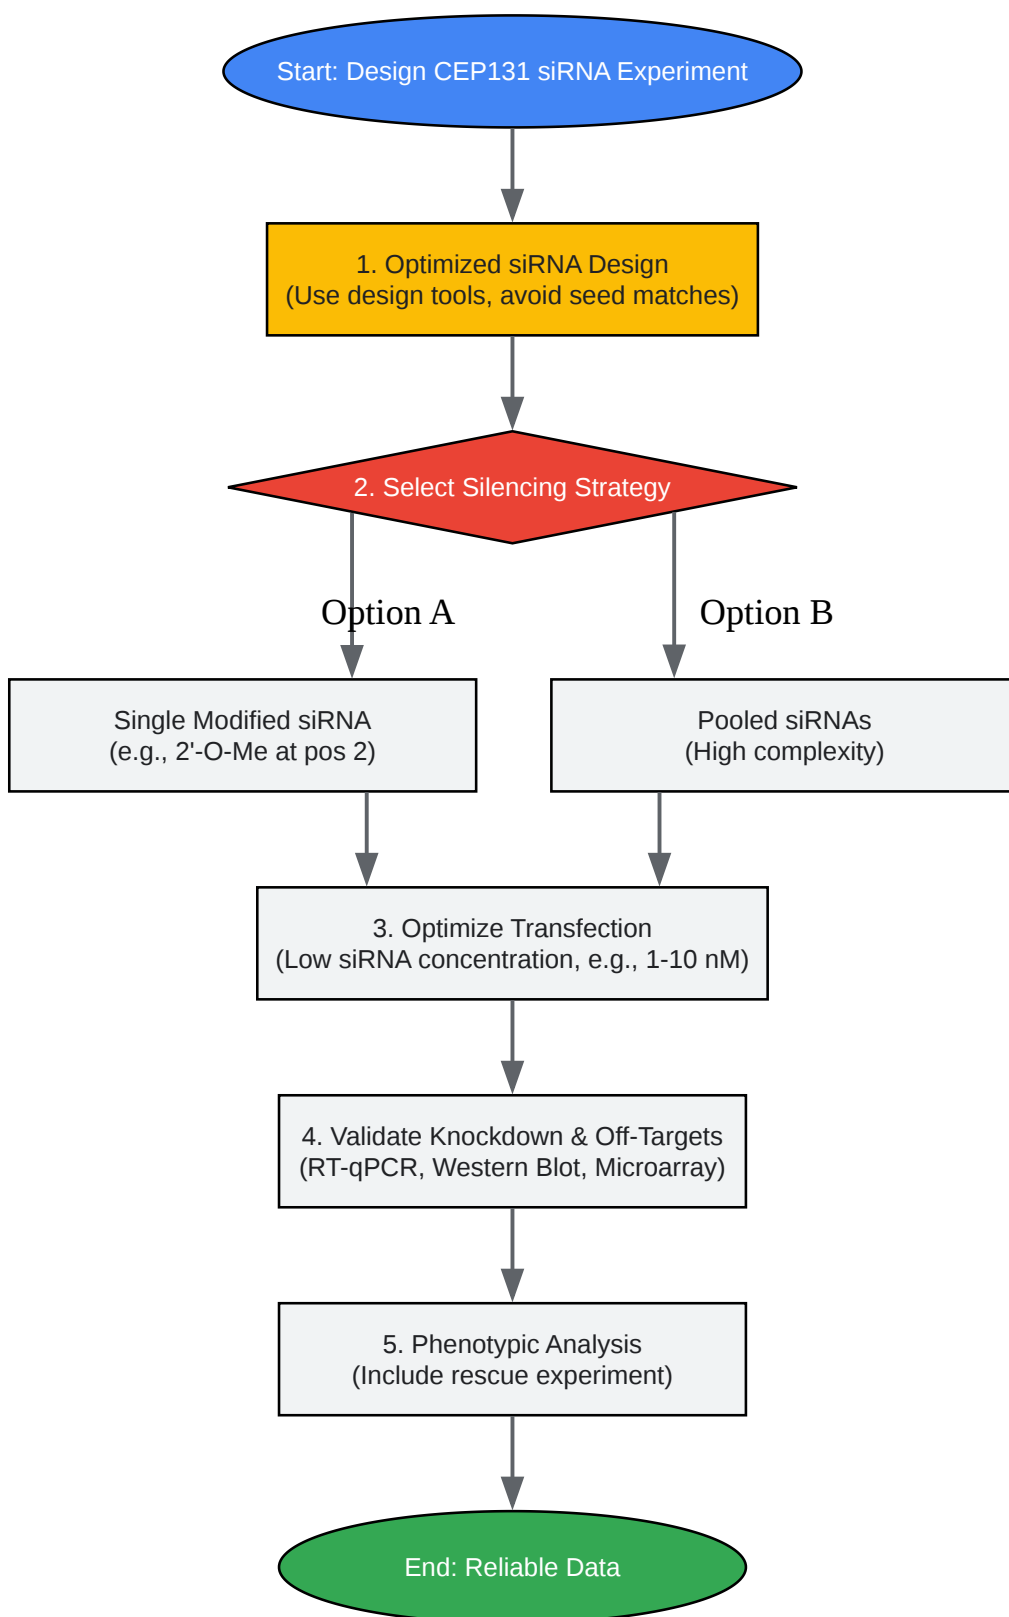 Start: Design CEP131 siRNA Experiment
1. Optimized siRNA Design
(Use design tools, avoid seed matches)
2. Select Silencing Strategy
Option A
Option B
Single Modified siRNA
(e.g., 2'-O-Me at pos 2)
Pooled siRNAs
(High complexity)
3. Optimize Transfection
(Low siRNA concentration, e.g., 1-10 nM)
4. Validate Knockdown & Off-Targets
(RT-qPCR, Western Blot, Microarray)
5. Phenotypic Analysis
(Include rescue experiment)
End: Reliable Data